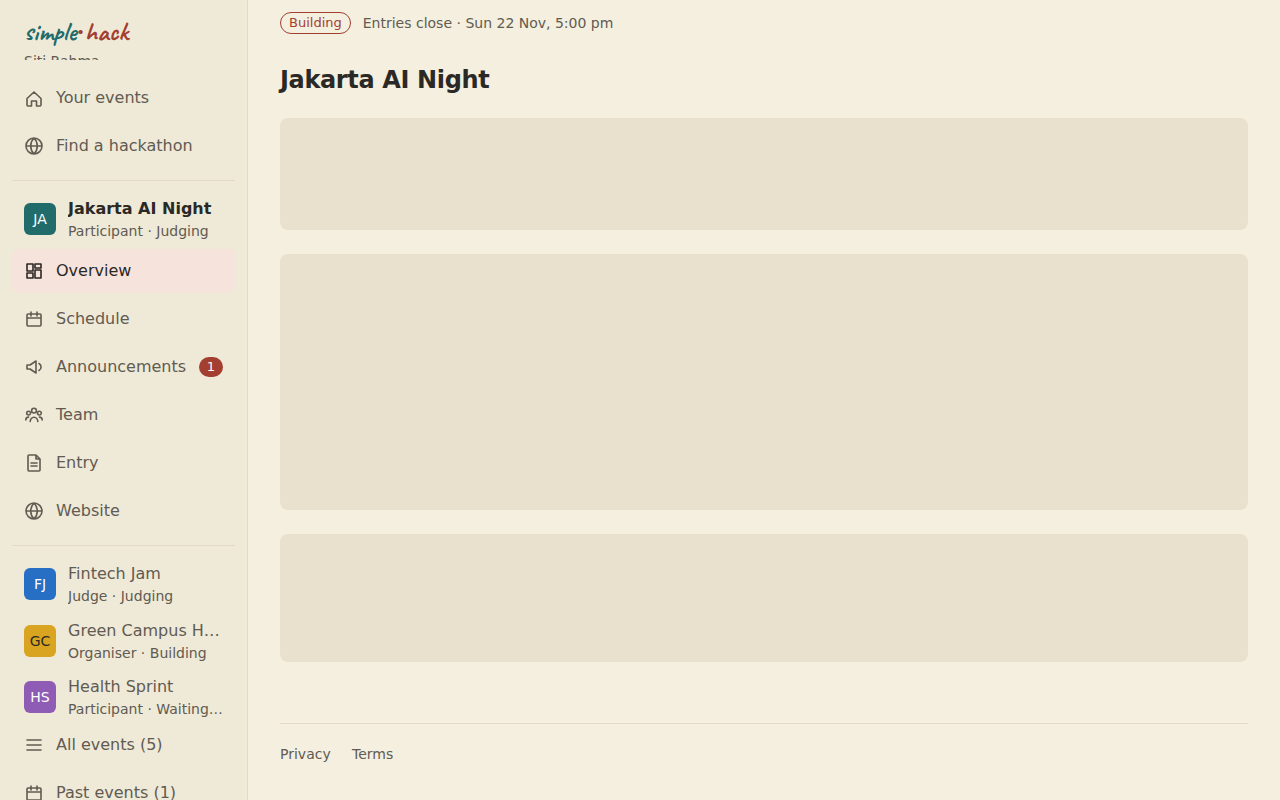 simple·hack
Siti Rahma
Your events
Find a hackathon
JA
Jakarta AI Night
Participant · Judging
Overview
Schedule
Announcements 1
Team
Entry
Website
FJ
Fintech Jam
Judge · Judging
GC
Green Campus H…
Organiser · Building
HS
Health Sprint
Participant · Waiting…
All events (5)
Past events (1)
Building Entries close · Sun 22 Nov, 5:00 pm
Jakarta AI Night
Privacy Terms